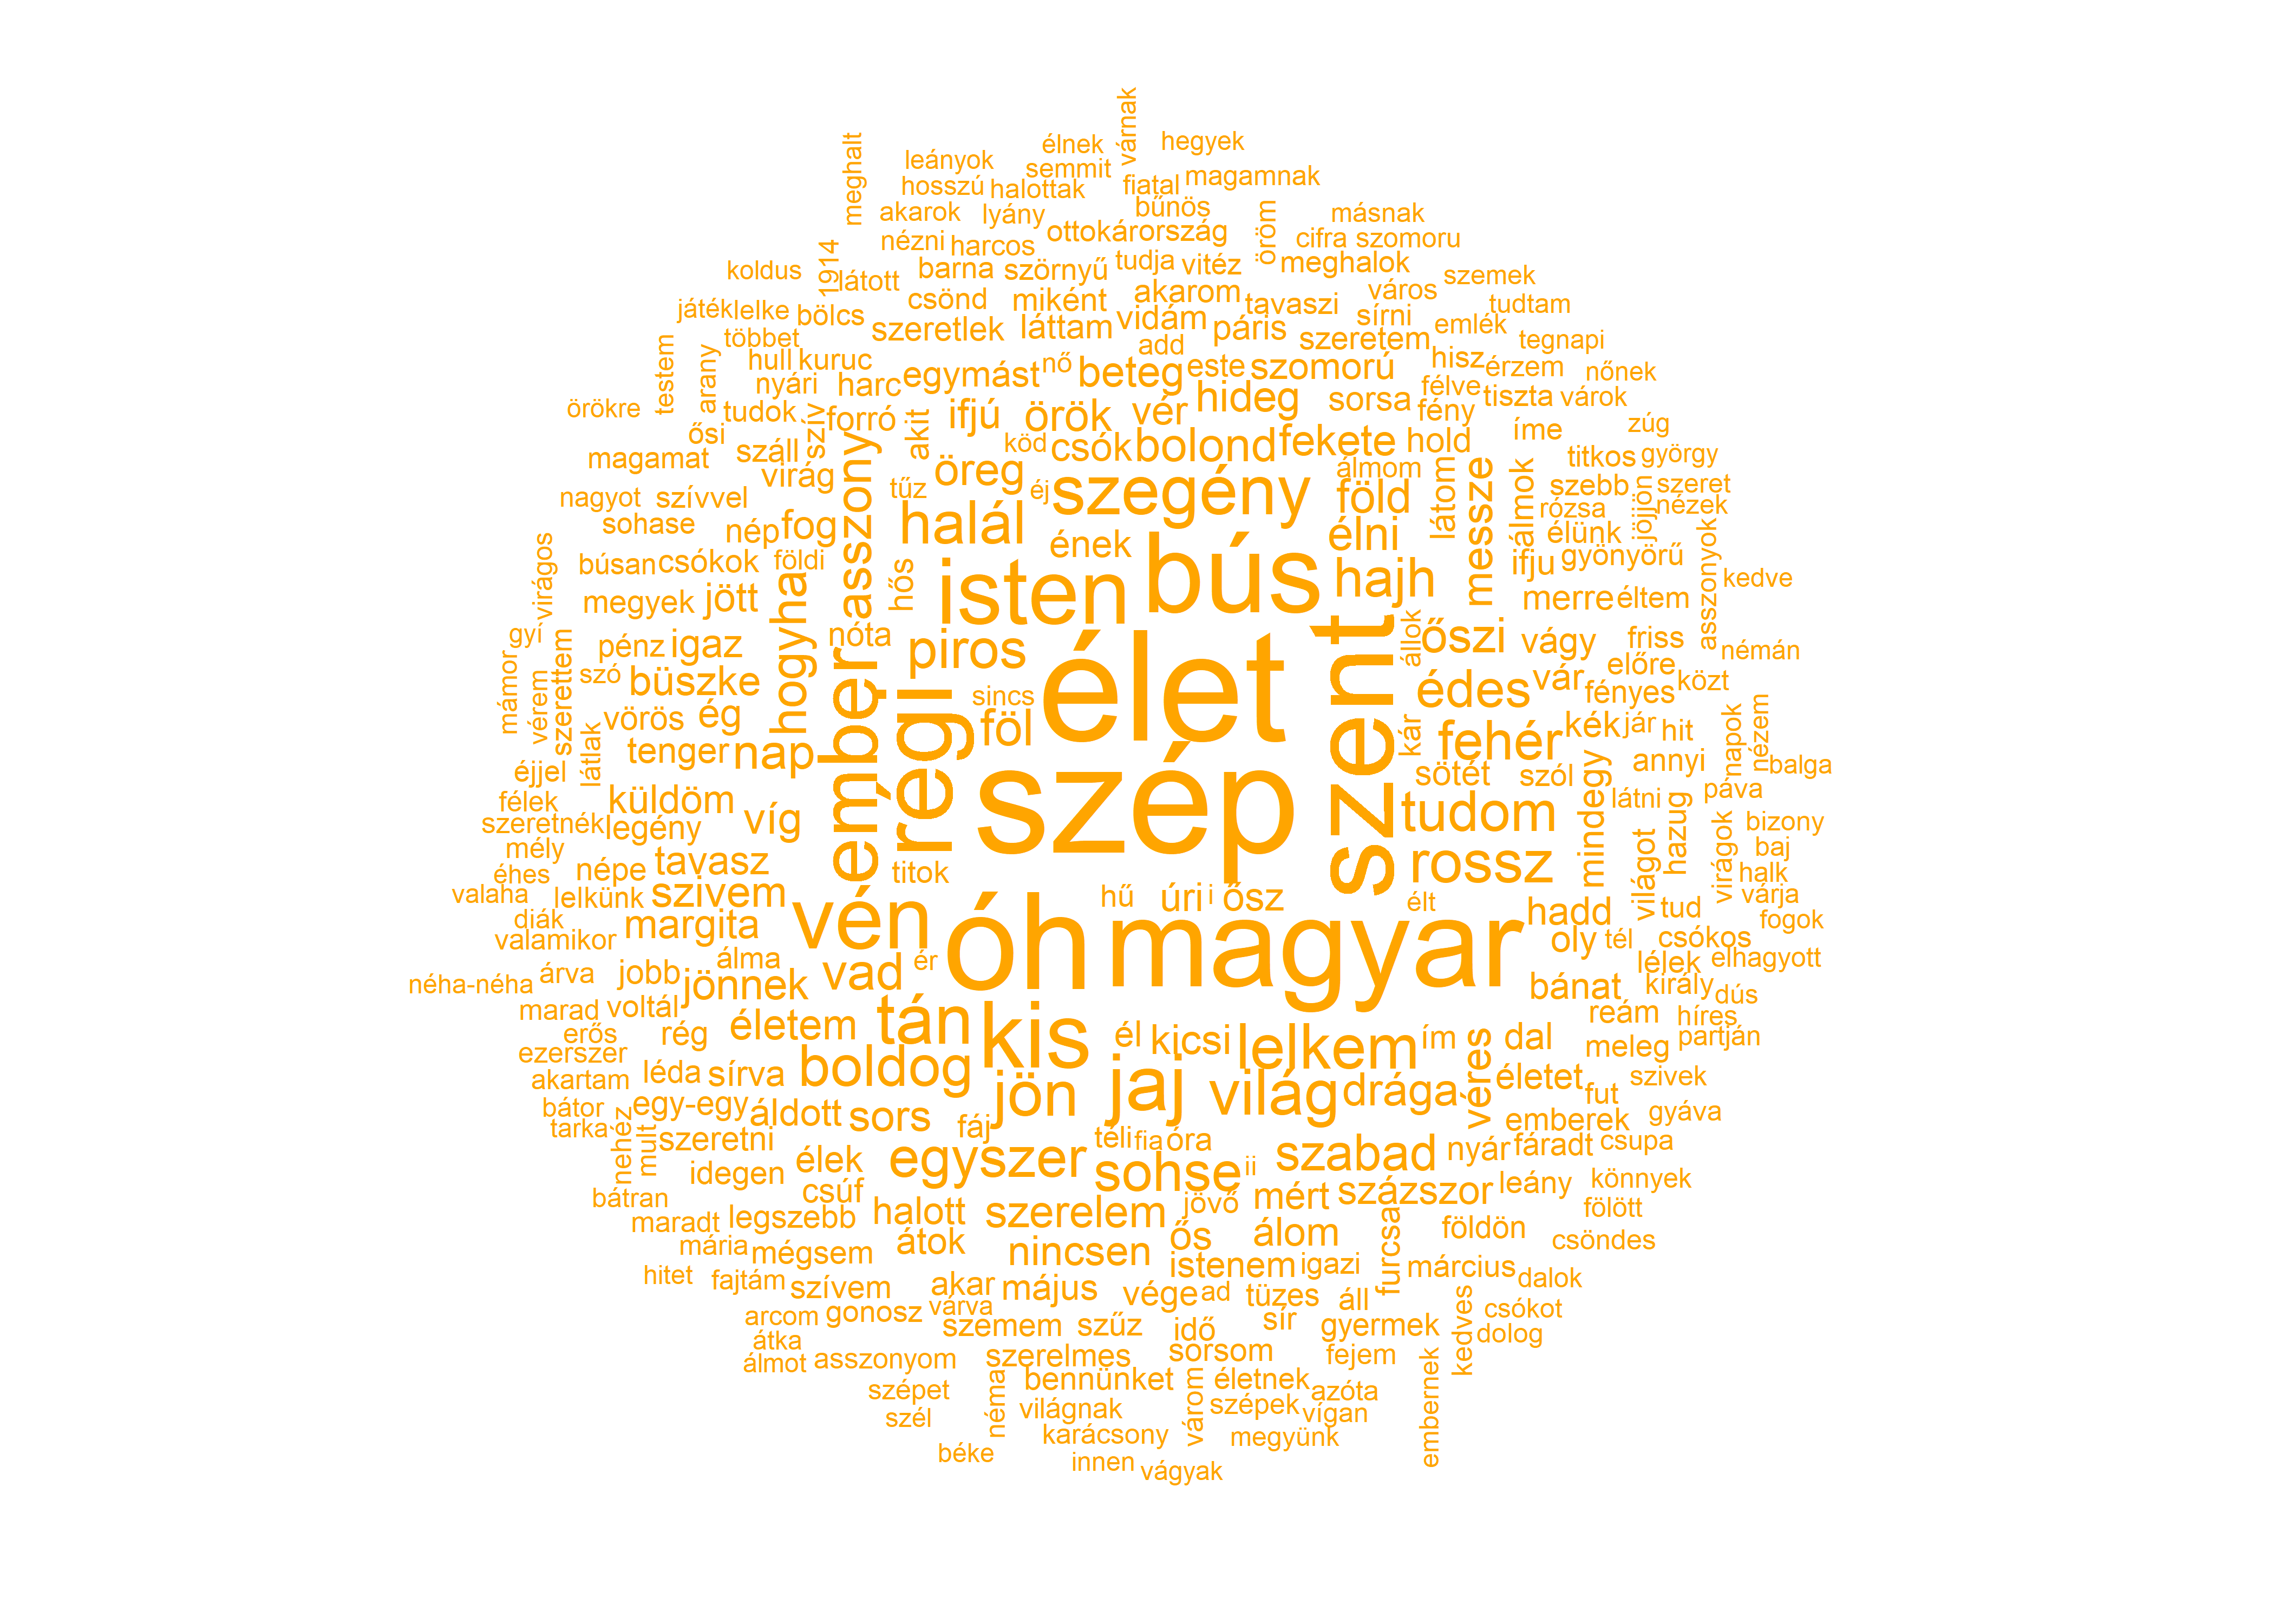 várnak
élnek
hegyek
meghalt
leányok
semmit
hosszú
halottak
fiatal
magamnak
akarok
lyány
bűnös
öröm
másnak
nézni
harcos
ottokárország
cifra
szomoru
koldus
1914
látott
barna
szörnyű
tudja
vitéz
meghalok
szemek
csönd
miként
akarom
tavaszi
város
tudtam
játék
lelke
bölcs
szeretlek
láttam
vidám
páris
sírni
szeretem
emlék
tegnapi
többet
add
testem
arany
hull
kuruc
egymást
nő
beteg
este
szomorú
hisz
érzem
nőnek
nyári
harc
örökre
tudok
szív
forró
akit
ifjú
örök
vér
hideg
sorsa
félve
fény
tiszta
várok
zúg
ősi
száll
asszony
köd
csók
bolond
fekete
hold
íme
magamat
virág
öreg
álmom
látom
messze
álmok
titkos
györgy
nagyot
szívvel
tűz
éj
szegény
föld
szebb
szeret
rózsa
jöjjön
nézek
sohase
nép
fog
halál
ének
élni
élünk
asszonyok
virágos
búsan
csókok
földi
hős
isten
bús
hajh
ifju
gyönyörű
kedve
megyek
jött
hogyha
merre
éltem
gyí
pénz
igaz
nóta
piros
élet
szent
állok
őszi
vágy
friss
némán
mámor
vérem
szerettem
szó
büszke
ember
régi
sincs
édes
vár
előre
fényes
közt
vörös
ég
föl
kár
fehér
kék
jár
hit
napok
nézem
éjjel
látlak
tenger
nap
szép
sötét
szól
mindegy
annyi
balga
félek
küldöm
víg
tudom
látni
páva
szeretnék
legény
hazug
virágok
bizony
mély
népe
tavasz
titok
rossz
világot
baj
éhes
halk
valaha
lelkünk
szivem
vén
hű
úri
i
ősz
élt
hadd
tud
várja
diák
margita
óh
magyar
oly
tél
csókos
fogok
valamikor
álma
ér
lélek
elhagyott
néha-néha
árva
jobb
jönnek
vad
bánat
király
dús
marad
voltál
tán
kis
reám
híres
erős
rég
életem
él
kicsi
lelkem
ím
véres
dal
meleg
partján
ezerszer
akartam
léda
sírva
boldog
jön
jaj
világ
drága
életet
fut
szivek
bátor
egy-egy
áldott
sors
emberek
gyáva
tarka
nehéz
mult
szeretni
fáj
téli
fia
óra
nyár
fáradt
csupa
idegen
élek
egyszer
sohse
ii
szabad
bátran
csúf
százszor
leány
könnyek
maradt
legszebb
halott
szerelem
jövő
mért
fölött
mária
mégsem
átok
nincsen
ős
álom
furcsa
földön
csöndes
hitet
fajtám
szívem
akar
május
istenem
igazi
március
dalok
arcom
gonosz
várva
vége
ad
tüzes
áll
kedves
csókot
átka
szemem
szűz
idő
sír
gyermek
dolog
álmot
asszonyom
szerelmes
sorsom
fejem
embernek
szépet
néma
bennünket
várom
életnek
azóta
szél
világnak
szépek
vígan
béke
karácsony
megyünk
innen
vágyak